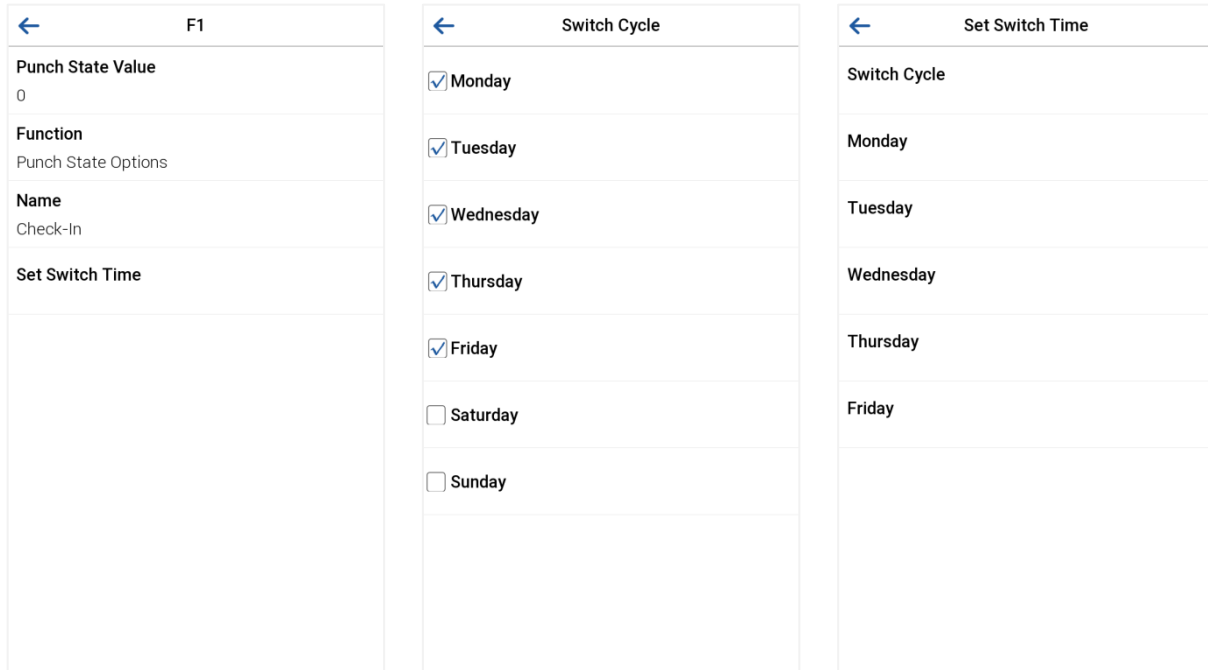 F1
Punch State Value
0
Function
Punch State Options
Name
Check-In
Set Switch Time
Switch Cycle
Monday
Tuesday
Wednesday
Thursday
Friday
Saturday
Sunday
Set Switch Time
Switch Cycle
Monday
Tuesday
Wednesday
Thursday
Friday